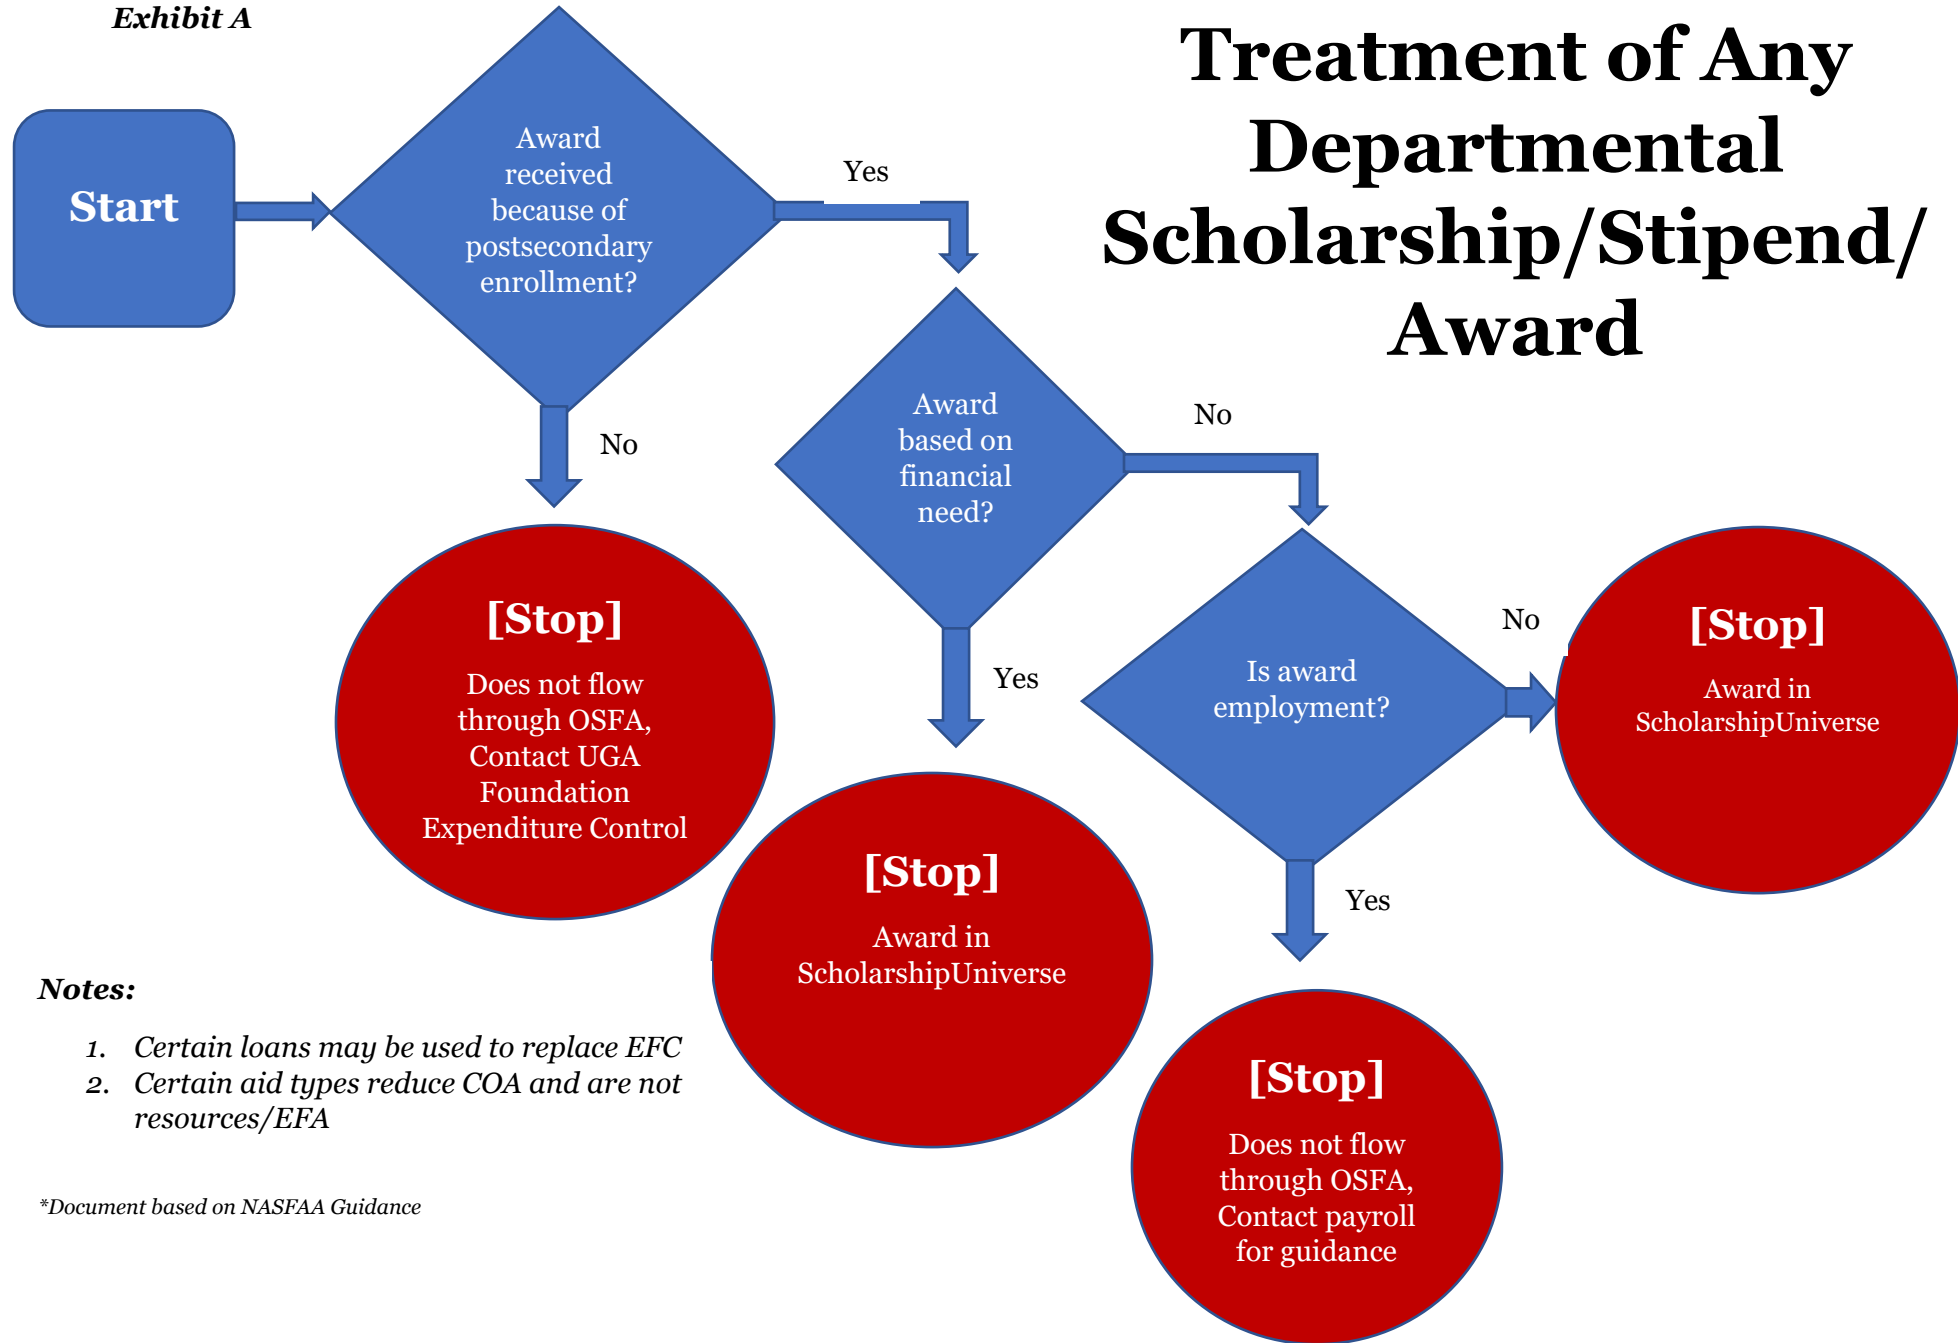 Exhibit A
Treatment of Any
Departmental
Scholarship/Stipend/
Award
Start
Award
received
because of
postsecondary
enrollment?
Yes
No
Award
based on
financial
need?
No
Yes
Is award
employment?
No
Yes
[Stop]
Does not flow
through OSFA,
Contact UGA
Foundation
Expenditure Control
[Stop]
Award in
ScholarshipUniverse
[Stop]
Award in
ScholarshipUniverse
[Stop]
Does not flow
through OSFA,
Contact payroll
for guidance
Notes:
1. Certain loans may be used to replace EFC
2. Certain aid types reduce COA and are not
resources/EFA
*Document based on NASFAA Guidance